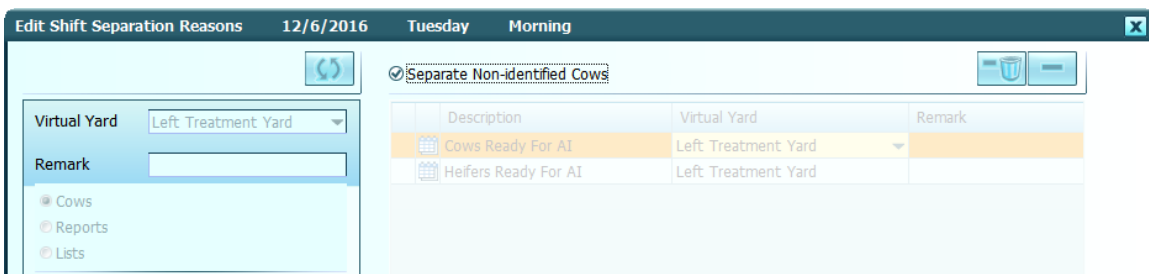 Edit Shift Separation Reasons 12/6/2016 Tuesday Morning
Separate Non-identified Cows
Virtual Yard Left Treatment Yard
Remark
Cows
Reports
Lists
Description Virtual Yard Remark
Cows Ready For AI Left Treatment Yard
Heifers Ready For AI Left Treatment Yard